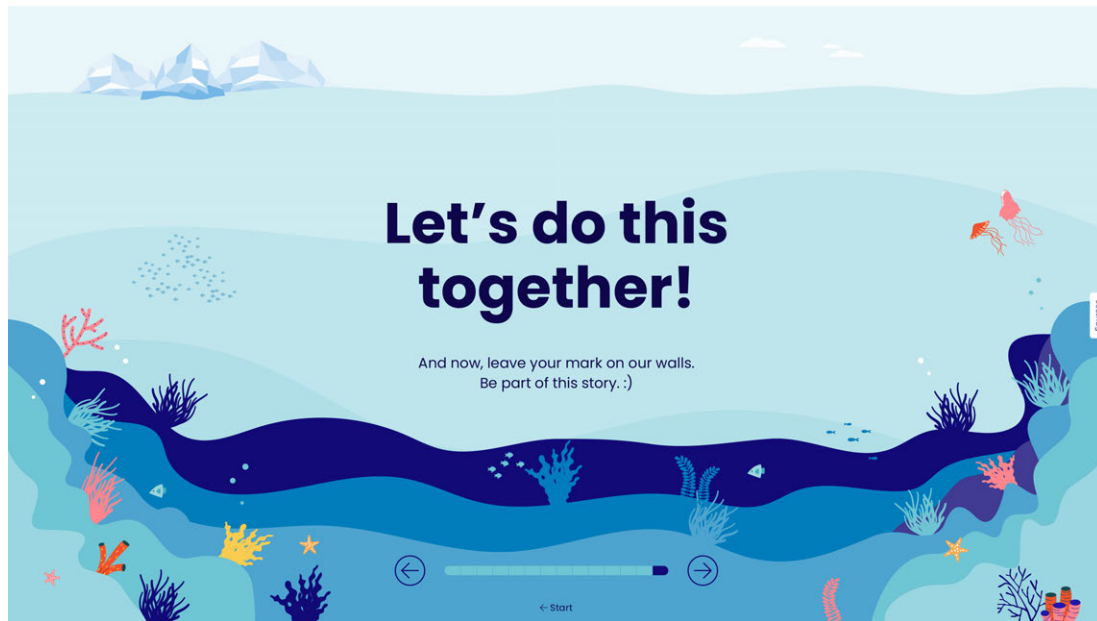 Let’s do this
together!
And now, leave your mark on our walls.
Be part of this story. :)
← Start